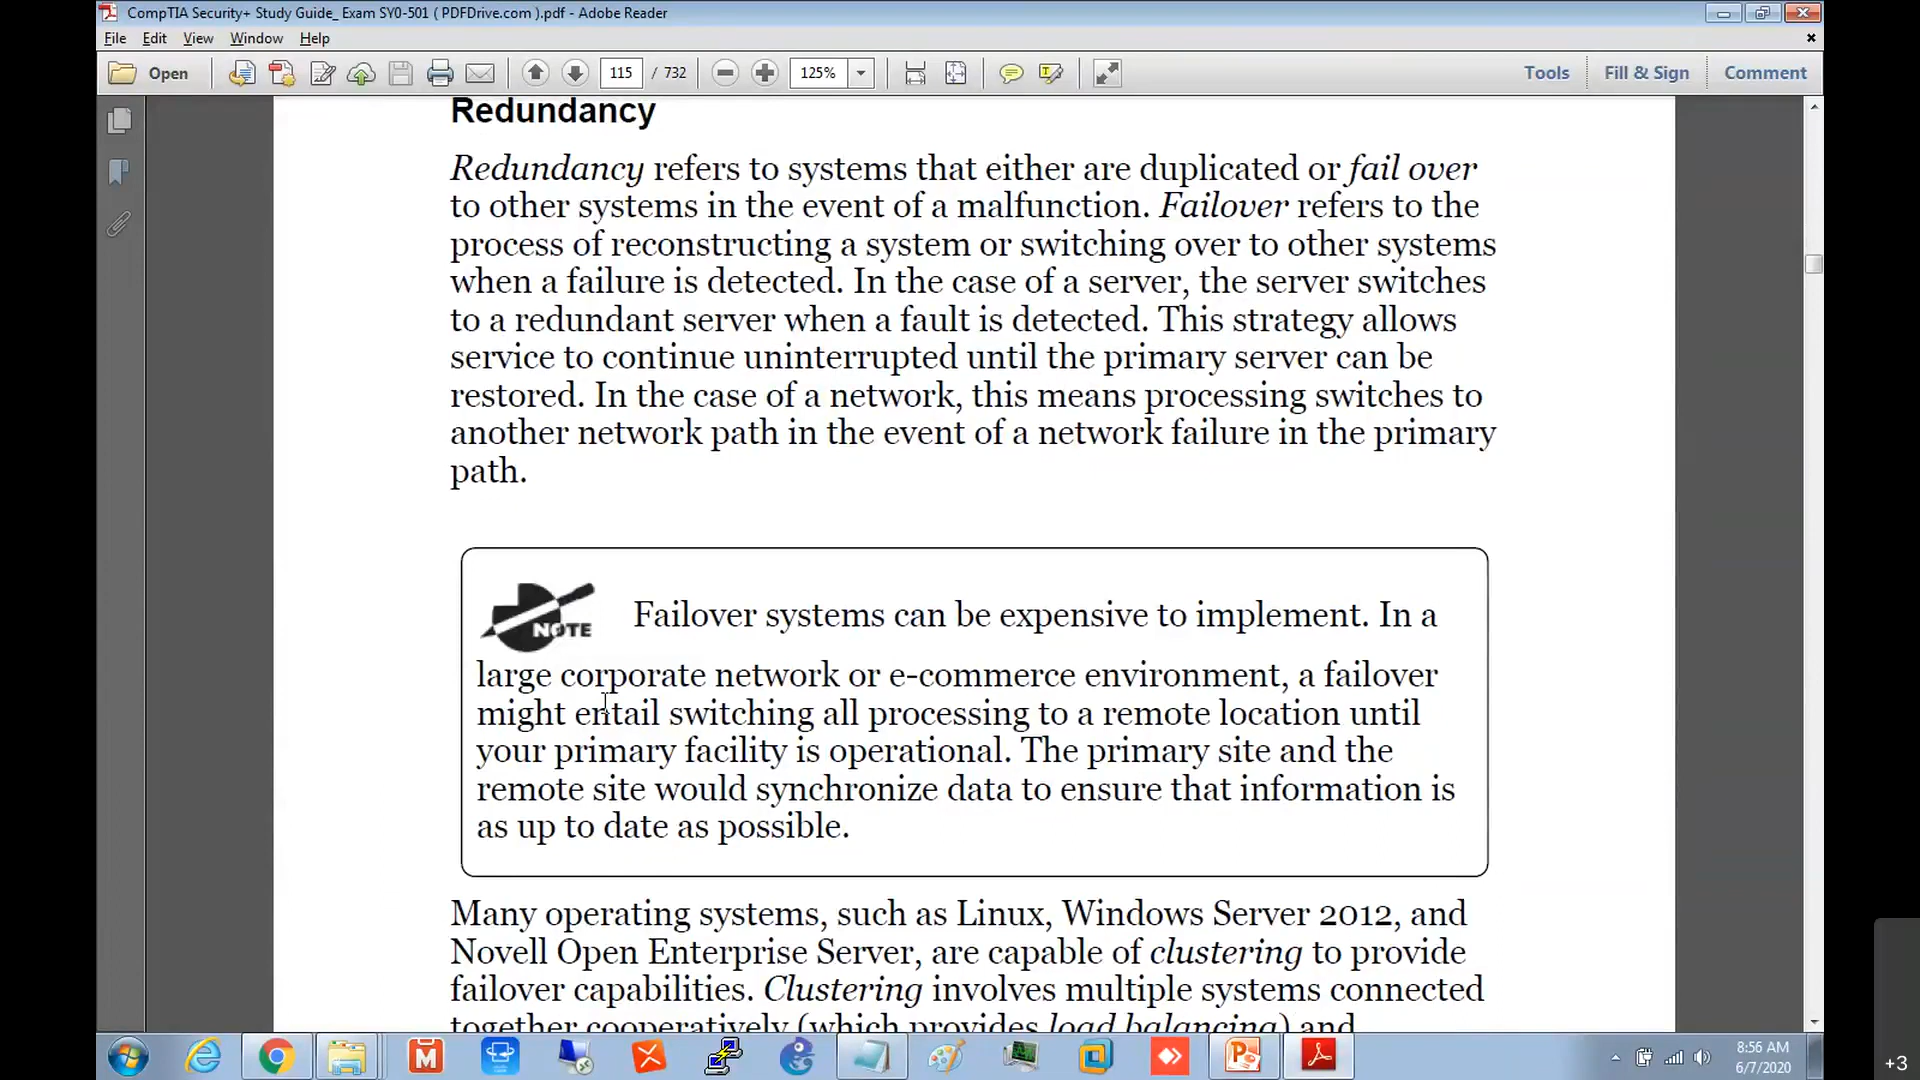 CompTIA Security+ Study Guide_ Exam SY0-501 ( PDFDrive.com ).pdf - Adobe Reader
File Edit View Window Help
Open 115 / 732 125% Tools Fill & Sign Comment
Redundancy
Redundancy refers to systems that either are duplicated or fail over
to other systems in the event of a malfunction. Failover refers to the
process of reconstructing a system or switching over to other systems
when a failure is detected. In the case of a server, the server switches
to a redundant server when a fault is detected. This strategy allows
service to continue uninterrupted until the primary server can be
restored. In the case of a network, this means processing switches to
another network path in the event of a network failure in the primary
path.
NOTE Failover systems can be expensive to implement. In a
large corporate network or e-commerce environment, a failover
might entail switching all processing to a remote location until
your primary facility is operational. The primary site and the
remote site would synchronize data to ensure that information is
as up to date as possible.
Many operating systems, such as Linux, Windows Server 2012, and
Novell Open Enterprise Server, are capable of clustering to provide
failover capabilities. Clustering involves multiple systems connected
together cooperatively (which provides load balancing) and
8:56 AM
6/7/2020
+3